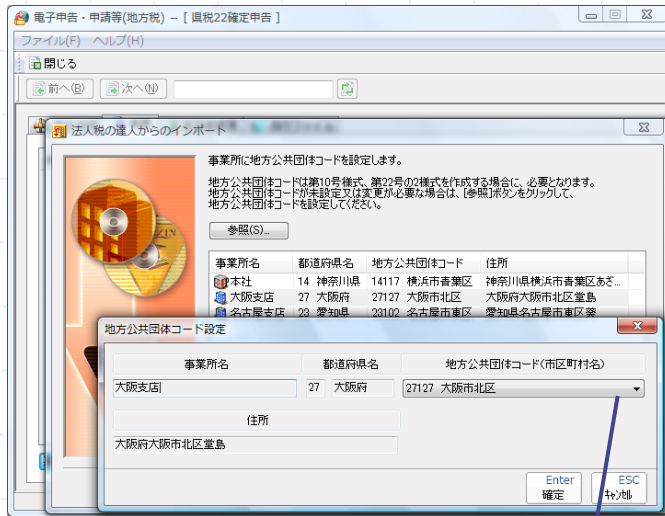 電子申告・申請等(地方税) － [ 県税22確定申告 ]
ファイル(F) ヘルプ(H)
閉じる
前へ(B) 次へ(N)
法人税の達人からのインポート
事業所に地方公共団体コードを設定します。
地方公共団体コードは第10号様式、第22号の2様式を作成する場合に、必要となります。
地方公共団体コードが未設定又は変更が必要な場合は、[参照]ボタンをクリックして、
地方公共団体コードを設定してください。
参照(S)...
事業所名 都道府県名 地方公共団体コード 住所
本社 14 神奈川県 14117 横浜市青葉区 神奈川県横浜市青葉区あざ...
大阪支店 27 大阪府 27127 大阪市北区 大阪府大阪市北区堂島
名古屋支店 23 愛知県 23102 名古屋市東区 愛知県名古屋市東区葵
地方公共団体コード設定
事業所名 都道府県名 地方公共団体コード(市区町村名)
大阪支店 27 大阪府 27127 大阪市北区
住所
大阪府大阪市北区堂島
Enter ESC
確定 キャンセル